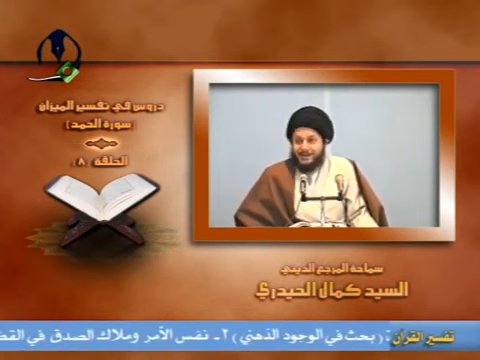 دروس في تفسير الميزان
[سورة الحمد]
الحلقة (٨)
سماحة المرجع الديني
السيد كمال الحيدري
تفسير القرآن
(بحث في الوجود الذهني) ٢- نفس الأمر وملاك الصدق في القض